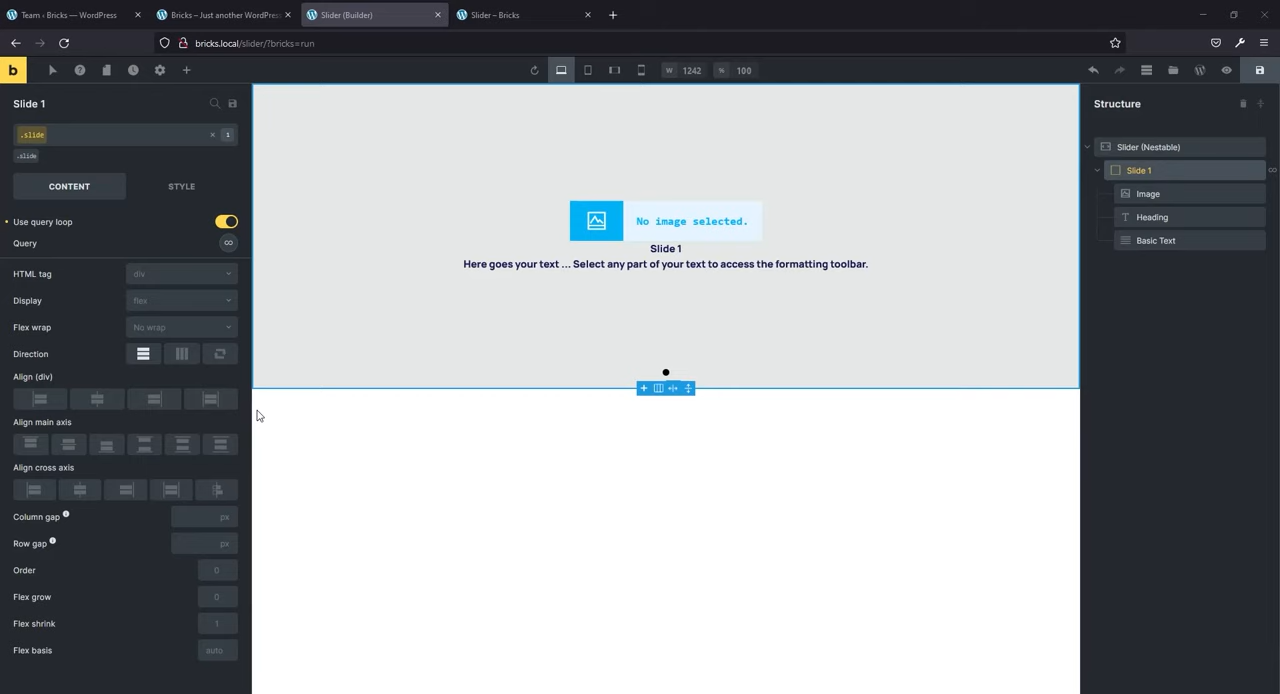 Team › Bricks — WordPress
Bricks – Just another WordPress
Slider (Builder)
Slider – Bricks
bricks.local/slider/?bricks=run
b
W 1242 % 100
Slide 1
.slide × 1
.slide
CONTENT STYLE
Use query loop
Query
HTML tag div
Display flex
Flex wrap No wrap
Direction
Align (div)
Align main axis
Align cross axis
Column gap px
Row gap px
Order 0
Flex grow 0
Flex shrink 1
Flex basis auto
No image selected.
Slide 1
Here goes your text ... Select any part of your text to access the formatting toolbar.
Structure
Slider (Nestable)
Slide 1
Image
Heading
Basic Text